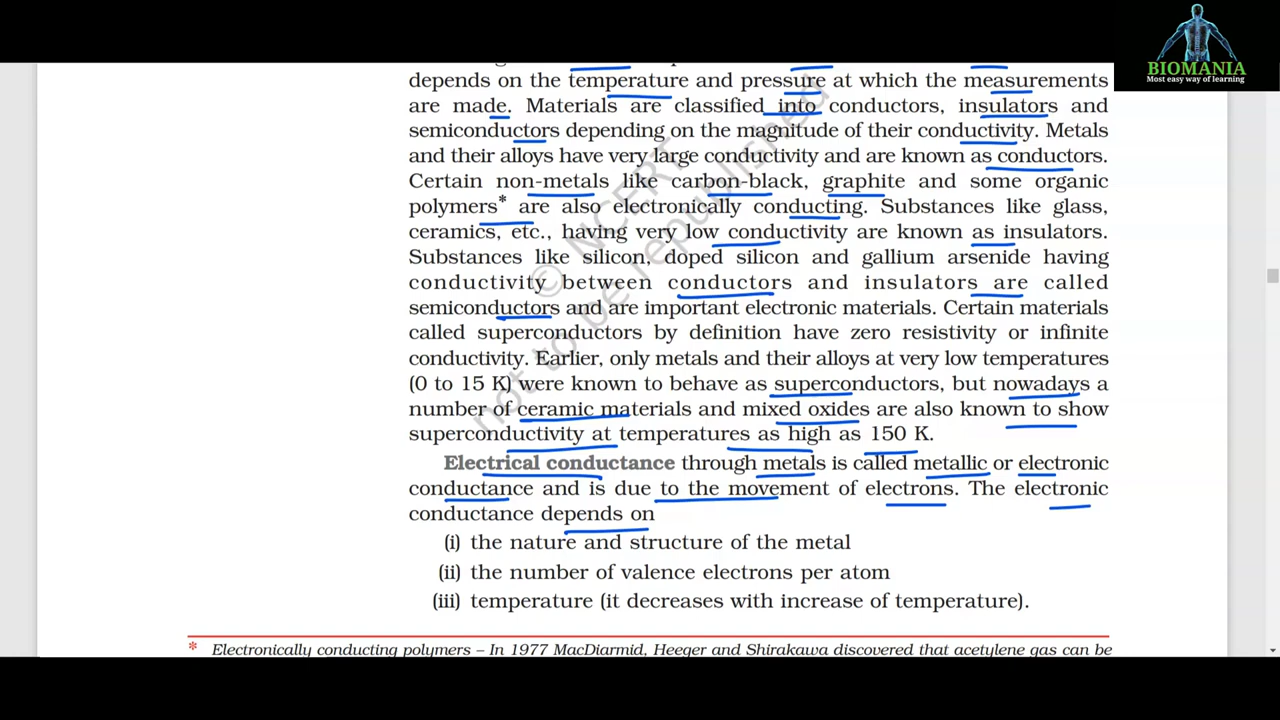 BIOMANIA
Most easy way of learning
depends on the temperature and pressure at which the measurements
are made. Materials are classified into conductors, insulators and
semiconductors depending on the magnitude of their conductivity. Metals
and their alloys have very large conductivity and are known as conductors.
Certain non-metals like carbon-black, graphite and some organic
polymers* are also electronically conducting. Substances like glass,
ceramics, etc., having very low conductivity are known as insulators.
Substances like silicon, doped silicon and gallium arsenide having
conductivity between conductors and insulators are called
semiconductors and are important electronic materials. Certain materials
called superconductors by definition have zero resistivity or infinite
conductivity. Earlier, only metals and their alloys at very low temperatures
(0 to 15 K) were known to behave as superconductors, but nowadays a
number of ceramic materials and mixed oxides are also known to show
superconductivity at temperatures as high as 150 K.
Electrical conductance through metals is called metallic or electronic
conductance and is due to the movement of electrons. The electronic
conductance depends on
(i) the nature and structure of the metal
(ii) the number of valence electrons per atom
(iii) temperature (it decreases with increase of temperature).
* Electronically conducting polymers – In 1977 MacDiarmid, Heeger and Shirakawa discovered that acetylene gas can be
© NCERT
not to be republished